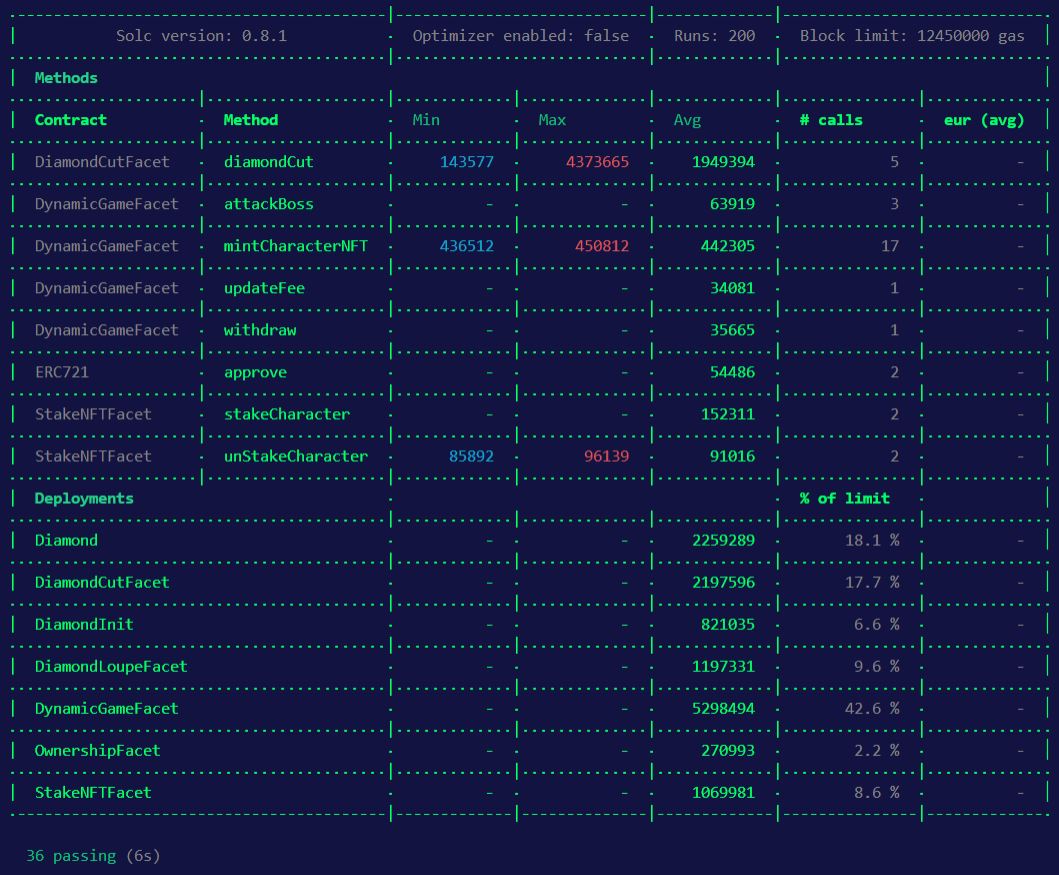 Solc version: 0.8.1 · Optimizer enabled: false · Runs: 200 · Block limit: 12450000 gas
Methods
Contract · Method · Min · Max · Avg · # calls · eur (avg)
DiamondCutFacet · diamondCut · 143577 · 4373665 · 1949394 · 5 · -
DynamicGameFacet · attackBoss · - · - · 63919 · 3 · -
DynamicGameFacet · mintCharacterNFT · 436512 · 450812 · 442305 · 17 · -
DynamicGameFacet · updateFee · - · - · 34081 · 1 · -
DynamicGameFacet · withdraw · - · - · 35665 · 1 · -
ERC721 · approve · - · - · 54486 · 2 · -
StakeNFTFacet · stakeCharacter · - · - · 152311 · 2 · -
StakeNFTFacet · unStakeCharacter · 85892 · 96139 · 91016 · 2 · -
Deployments · % of limit ·
Diamond · - · - · 2259289 · 18.1 % · -
DiamondCutFacet · - · - · 2197596 · 17.7 % · -
DiamondInit · - · - · 821035 · 6.6 % · -
DiamondLoupeFacet · - · - · 1197331 · 9.6 % · -
DynamicGameFacet · - · - · 5298494 · 42.6 % · -
OwnershipFacet · - · - · 270993 · 2.2 % · -
StakeNFTFacet · - · - · 1069981 · 8.6 % · -
36 passing (6s)